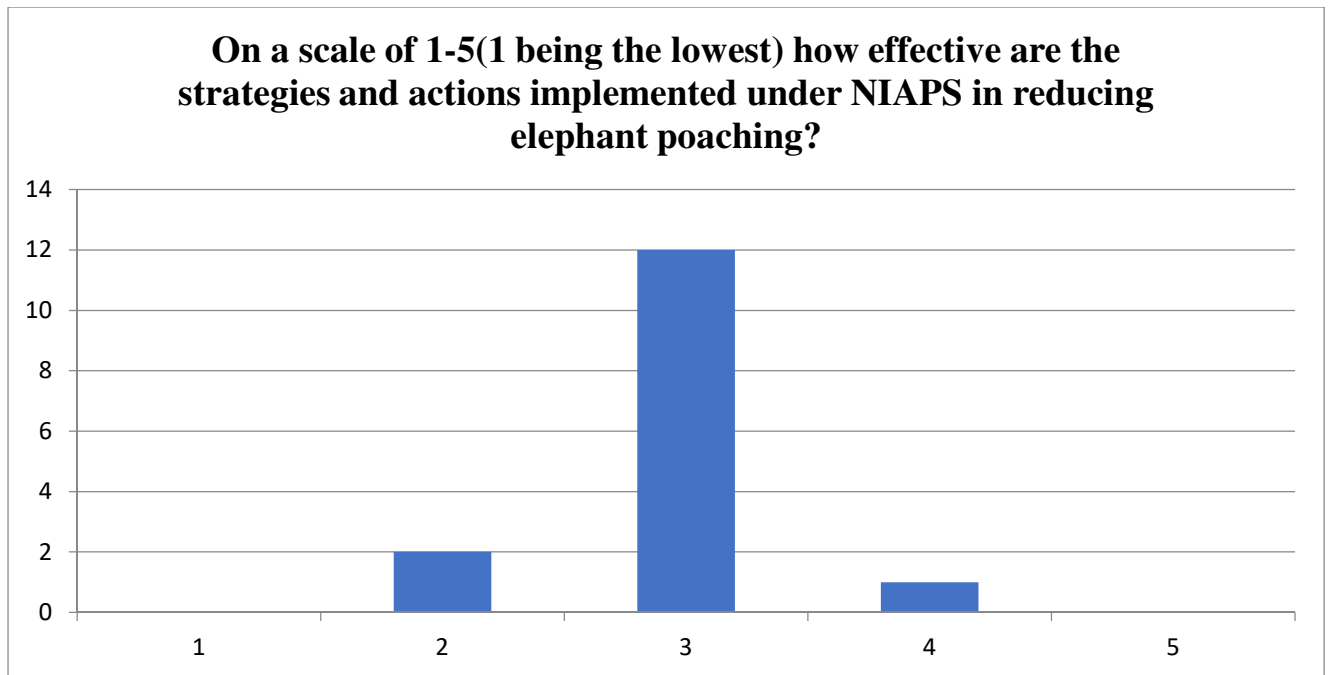 On a scale of 1-5(1 being the lowest) how effective are the
strategies and actions implemented under NIAPS in reducing
elephant poaching?
14
12
10
8
6
4
2
0
1 2 3 4 5